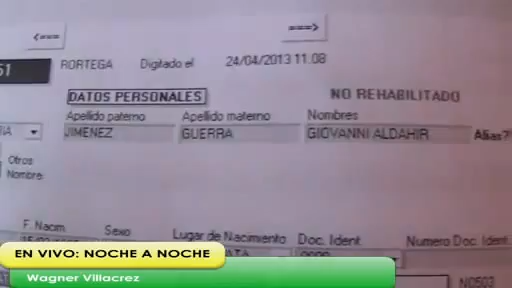 <===
===>
51 RORTEGA Digitado el 24/04/2013 11:08
DATOS PERSONALES NO REHABILITADO
Apellido paterno Apellido materno Nombres
JIMENEZ GUERRA GIOVANNI ALDAHIR Alias?
Otros
Nombre
F. Nacim Sexo Lugar de Nacimiento Doc. Ident. Numero Doc. Ident
EN VIVO: NOCHE A NOCHE
Wagner Villacrez